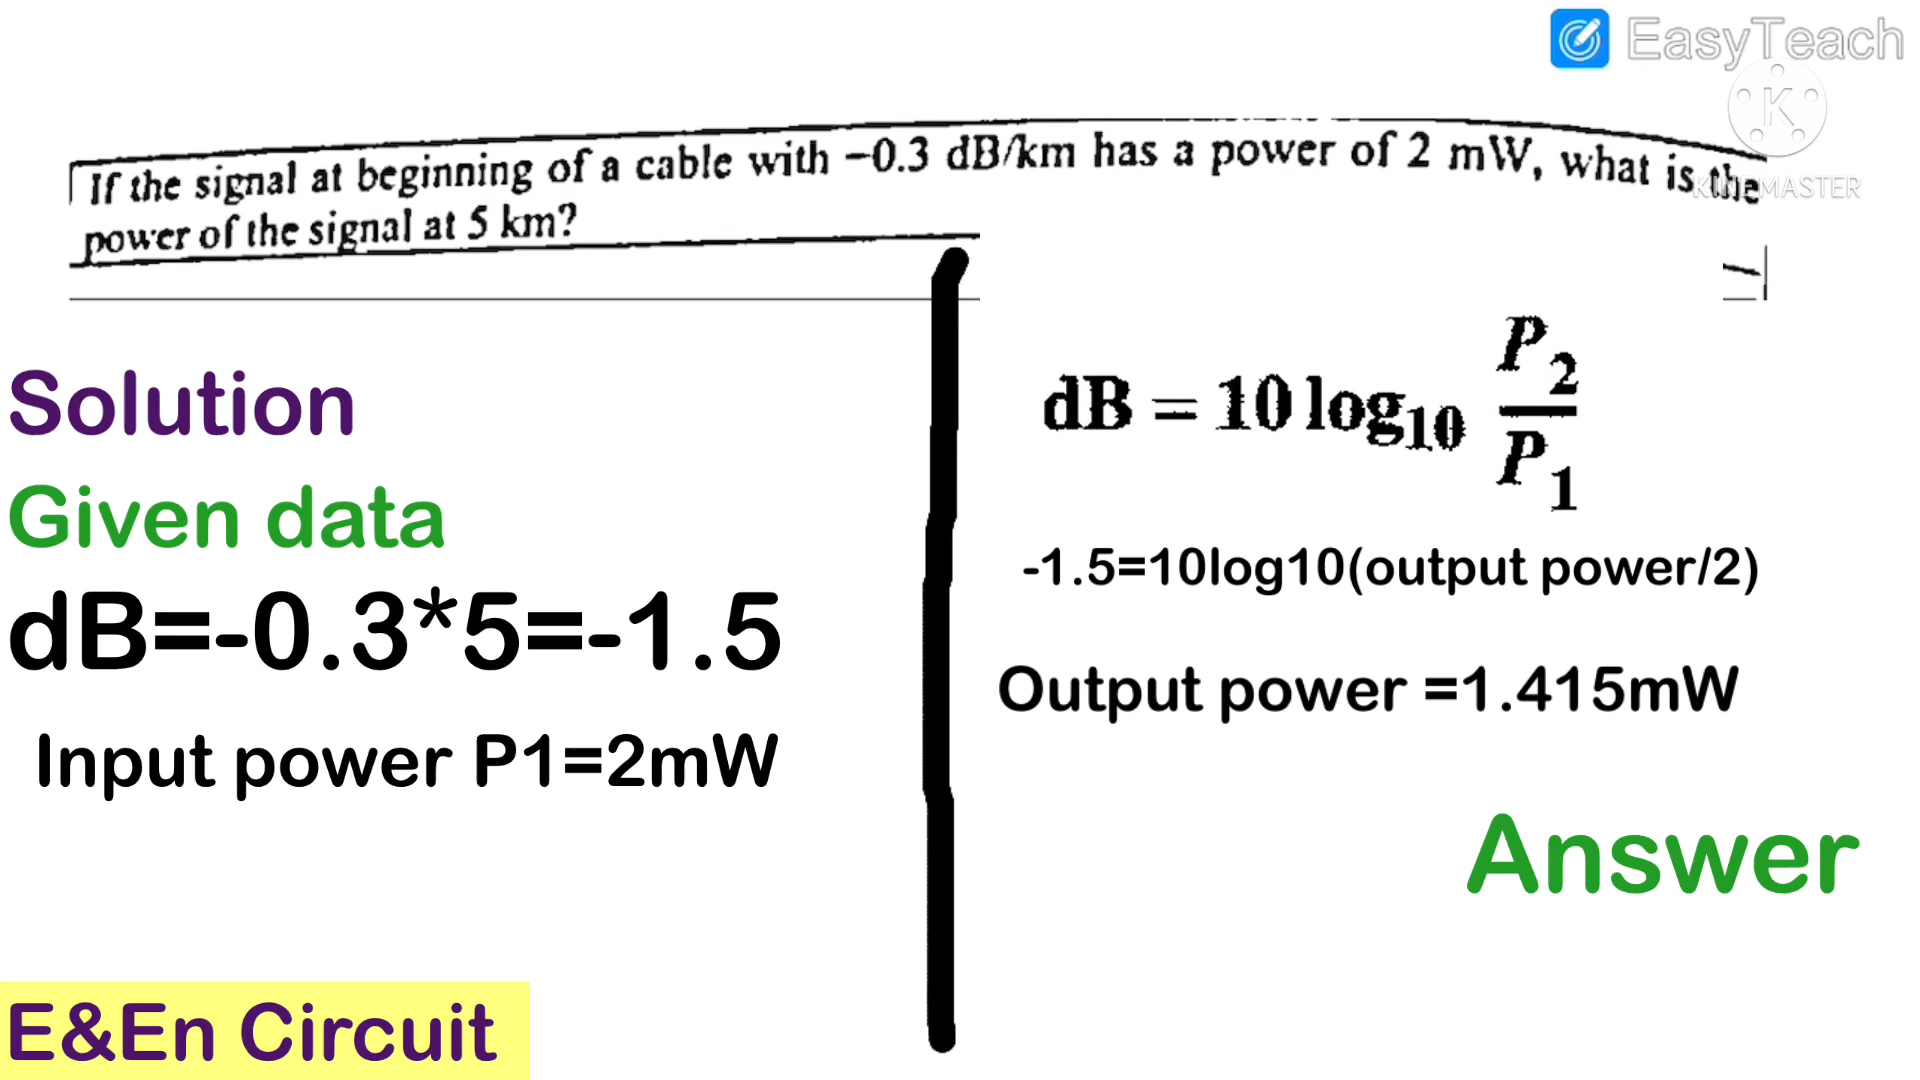 EasyTeach
K
KINEMASTER
If the signal at beginning of a cable with −0.3 dB/km has a power of 2 mW, what is the
power of the signal at 5 km?
Solution
Given data
dB=-0.3*5=-1.5
Input power P1=2mW
dB = 10 log₁₀ P₂/P₁
-1.5=10log10(output power/2)
Output power =1.415mW
Answer
E&En Circuit